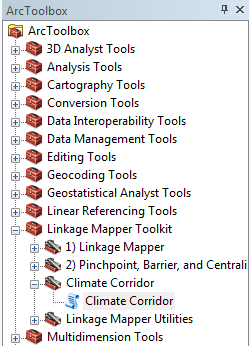 ArcToolbox
ArcToolbox
3D Analyst Tools
Analysis Tools
Cartography Tools
Conversion Tools
Data Interoperability Tools
Data Management Tools
Editing Tools
Geocoding Tools
Geostatistical Analyst Tools
Linear Referencing Tools
Linkage Mapper Toolkit
1) Linkage Mapper
2) Pinchpoint, Barrier, and Centrali
Climate Corridor
Climate Corridor
Linkage Mapper Utilities
Multidimension Tools